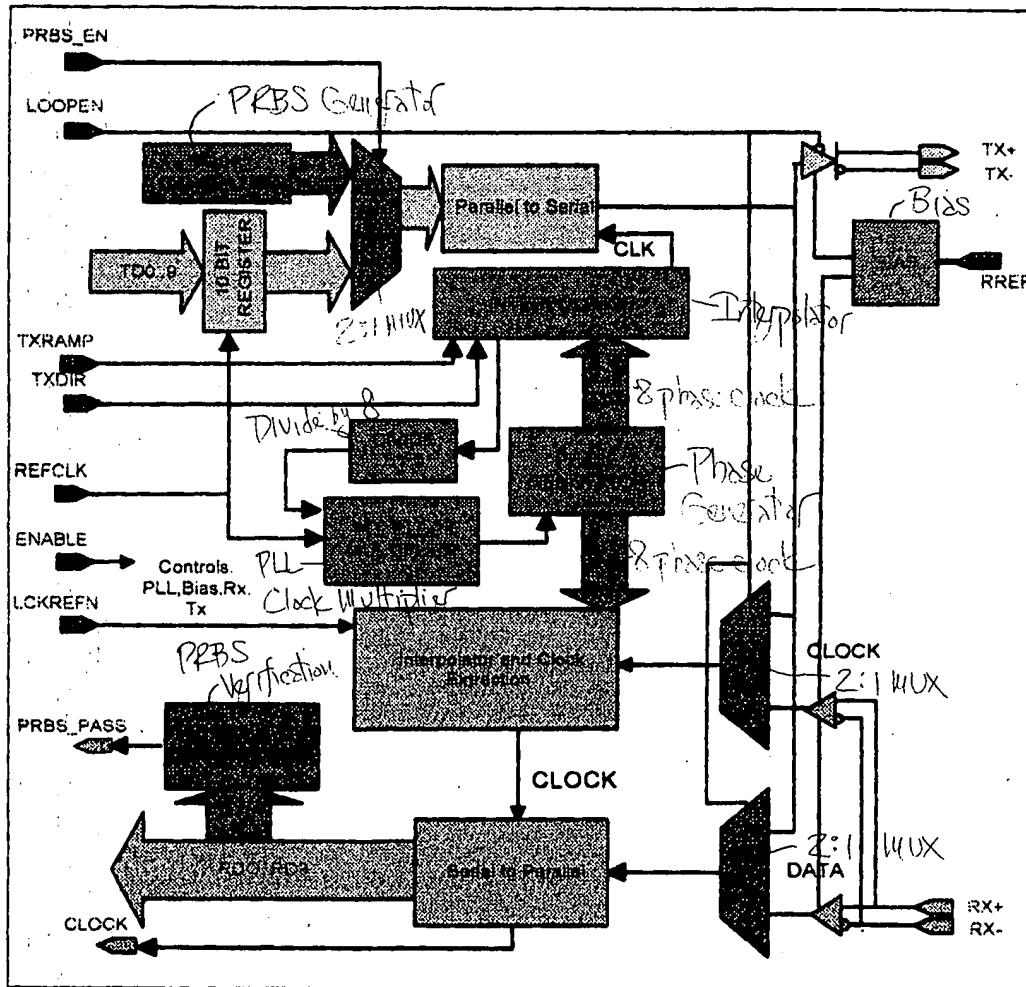 PRBS_EN
LOOPEN
PRBS Generator
TX+
TX-
Parallel to Serial
Bias
CLK
RREF
TD0..9
10 BIT
REGISTER
2:1 MUX
Interpolator
TXRAMP
TXDIR
8 phase clock
Divide by 8
REFCLK
Phase
Generator
ENABLE
Controls.
PLL,Bias,Rx.
Tx
PLL
Clock Multiplier
8 phase clock
LCKREFN
Interpolator and Clock
Extraction
CLOCK
2:1 MUX
PRBS
Verification
PRBS_PASS
CLOCK
2:1 MUX
DATA
RD0..RD9
Serial to Parallel
CLOCK
RX+
RX-